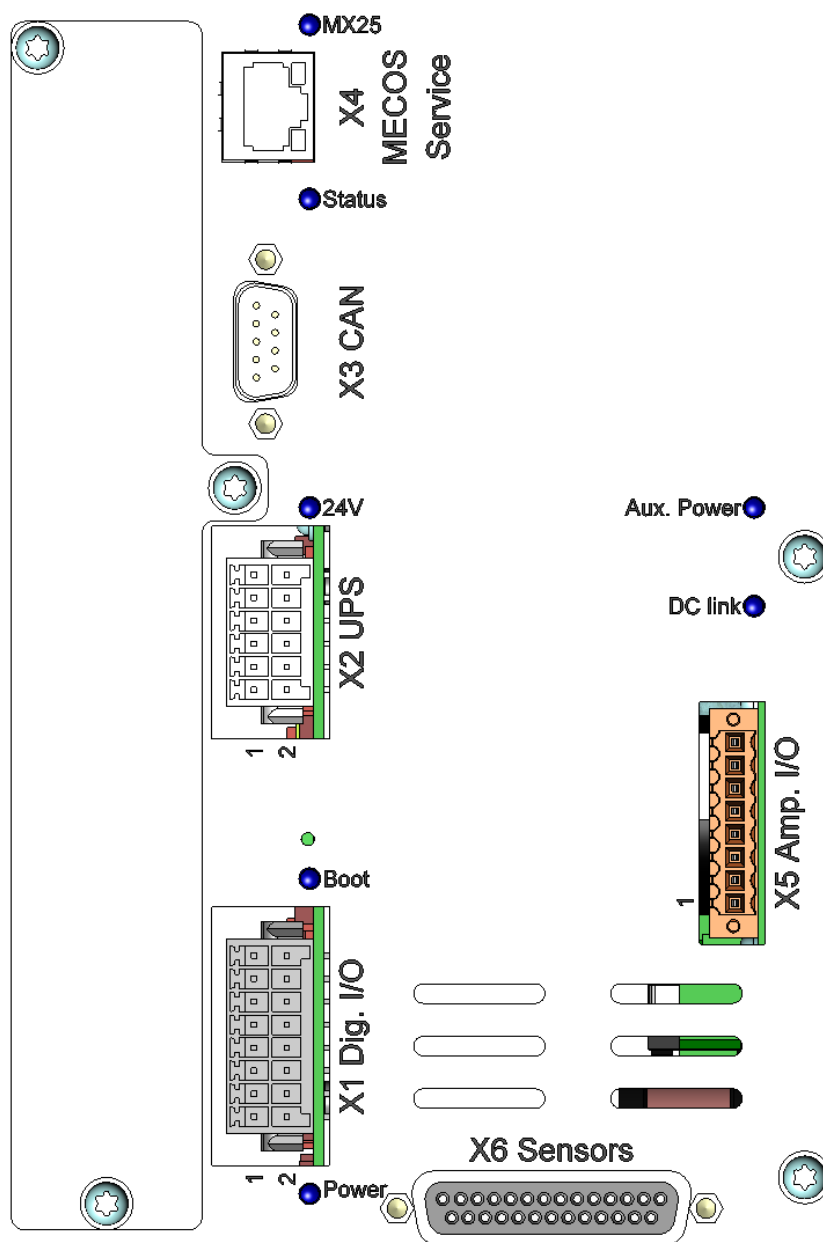 MX25
X4
MECOS
Service
Status
X3 CAN
24V
Aux. Power
DC link
X2 UPS
1
2
X5 Amp. I/O
1
Boot
X1 Dig. I/O
1
2
X6 Sensors
Power